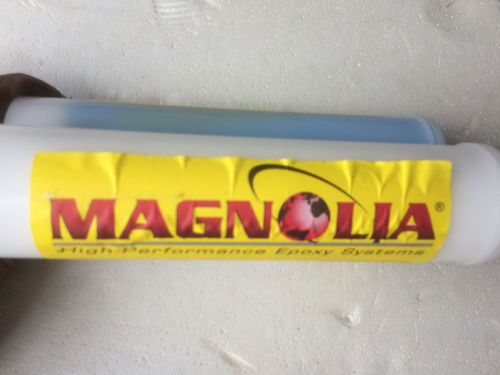 MAGNOLIA®
High-Performance Epoxy Systems